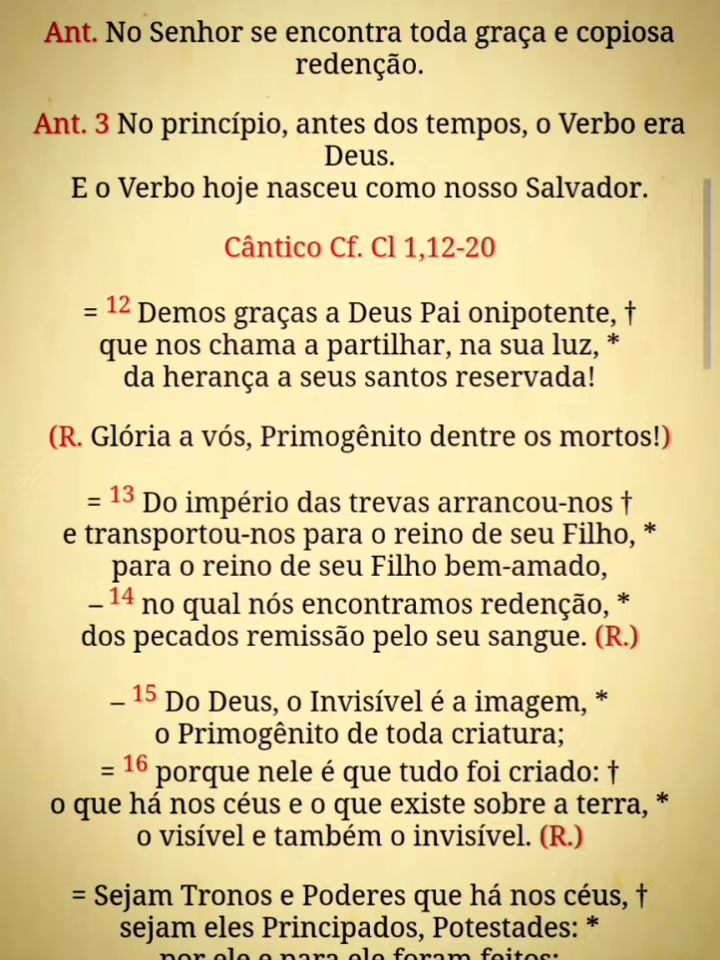 Ant. No Senhor se encontra toda graça e copiosa
redenção.
Ant. 3 No princípio, antes dos tempos, o Verbo era
Deus.
E o Verbo hoje nasceu como nosso Salvador.
Cântico Cf. Cl 1,12-20
= 12 Demos graças a Deus Pai onipotente, †
que nos chama a partilhar, na sua luz, *
da herança a seus santos reservada!
(R. Glória a vós, Primogênito dentre os mortos!)
= 13 Do império das trevas arrancou-nos †
e transportou-nos para o reino de seu Filho, *
para o reino de seu Filho bem-amado,
– 14 no qual nós encontramos redenção, *
dos pecados remissão pelo seu sangue. (R.)
– 15 Do Deus, o Invisível é a imagem, *
o Primogênito de toda criatura;
= 16 porque nele é que tudo foi criado: †
o que há nos céus e o que existe sobre a terra, *
o visível e também o invisível. (R.)
= Sejam Tronos e Poderes que há nos céus, †
sejam eles Principados, Potestades: *
por ele e para ele foram feitos;